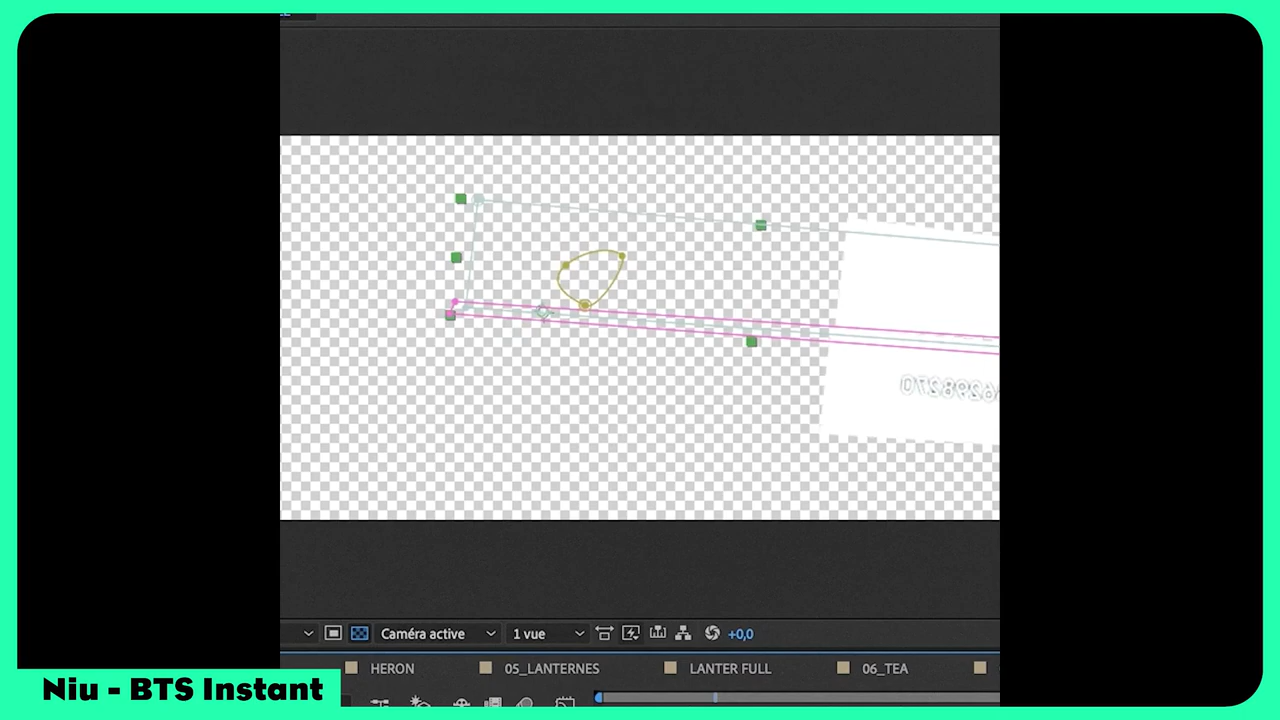 Caméra active
1 vue
+0,0
HERON
05_LANTERNES
LANTER FULL
06_TEA
Niu - BTS Instant